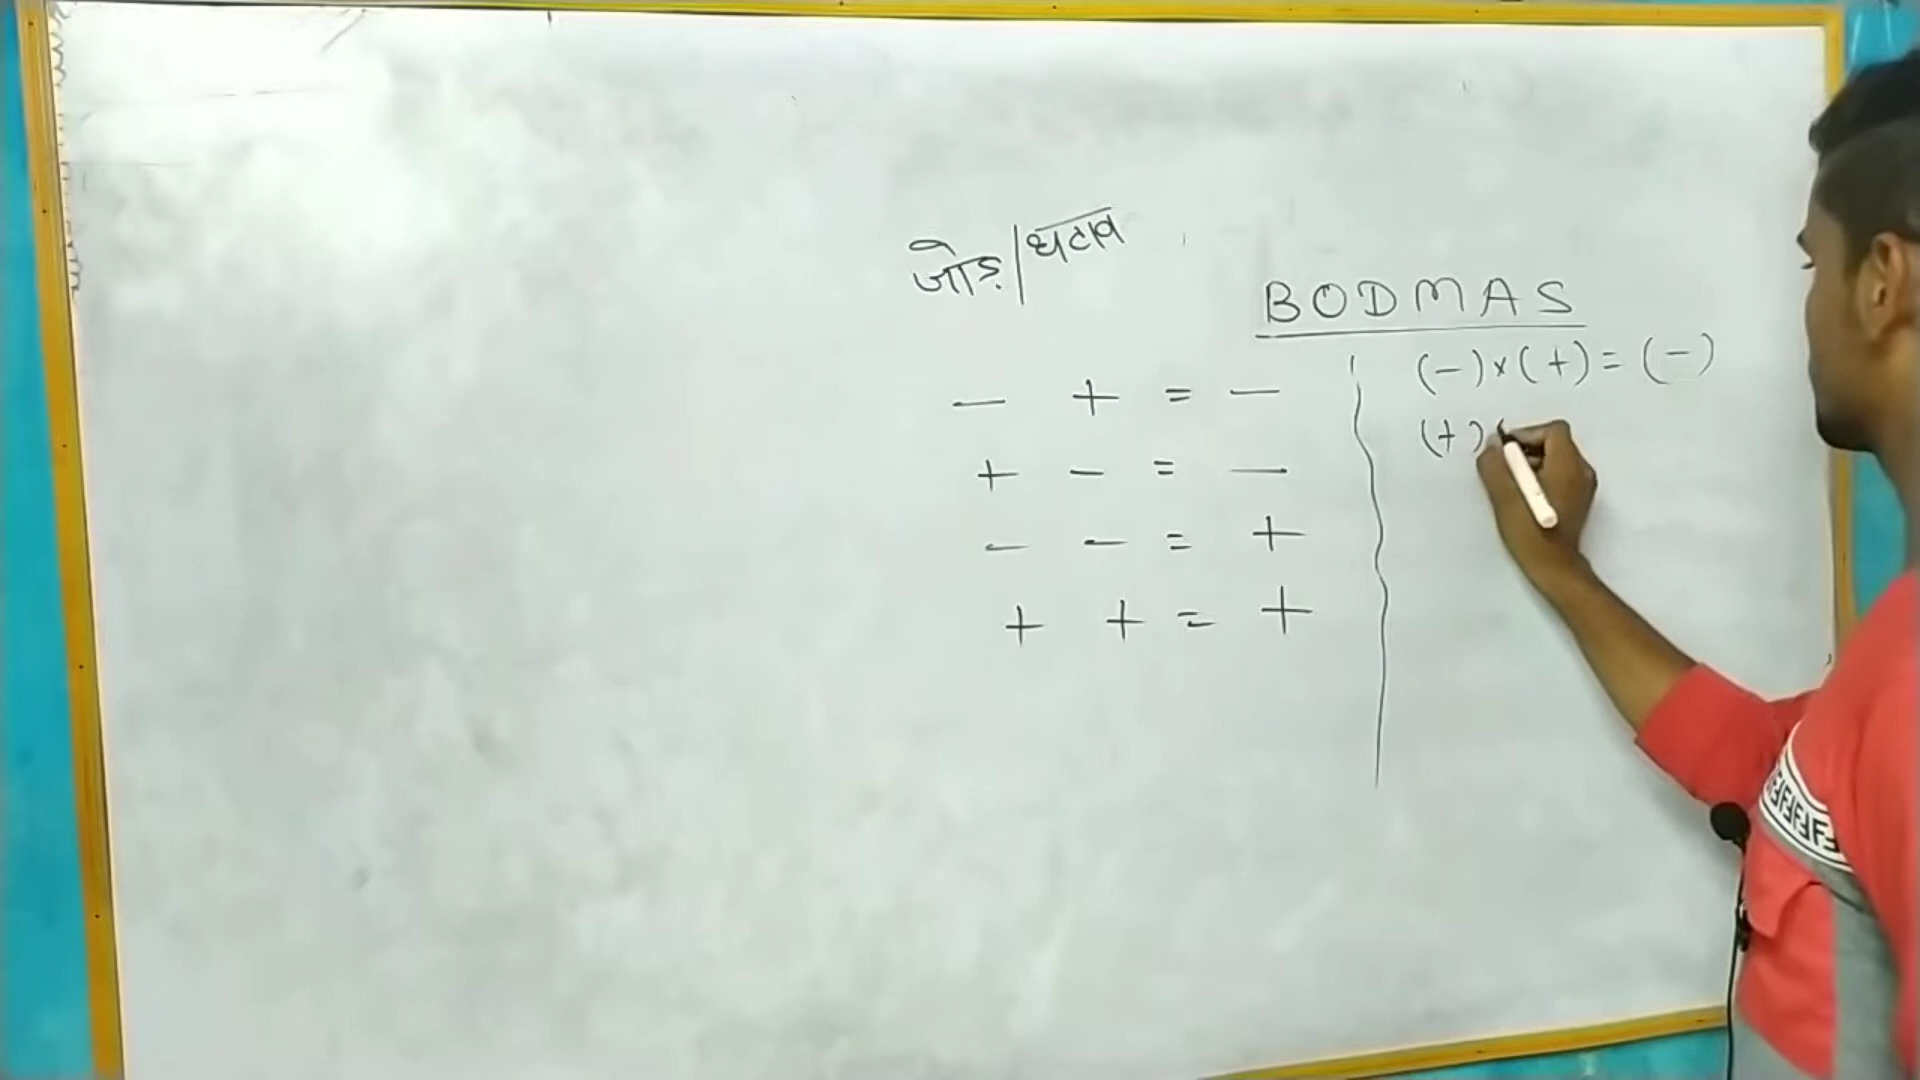 जोड़/घटाव
BODMAS
- + = -
+ - = -
- - = +
+ + = +
(-)×(+)=(-)
(+)